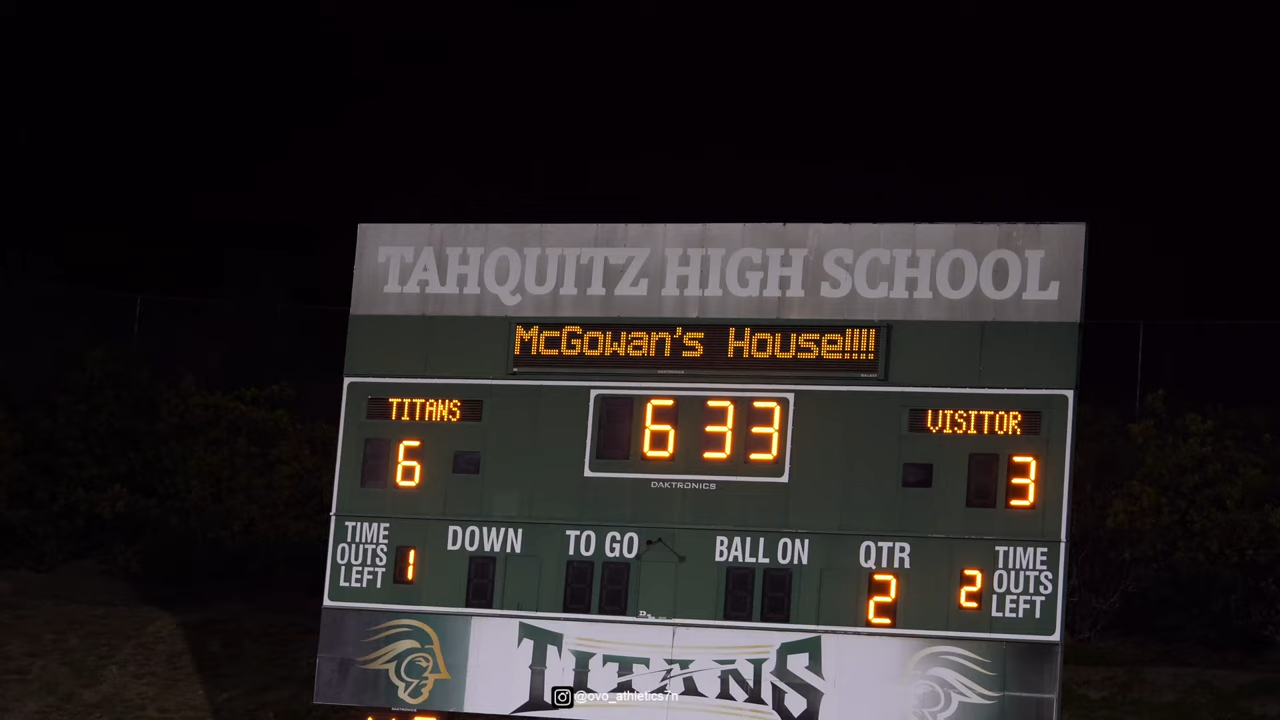 TAHQUITZ HIGH SCHOOL
McGowan's House!!!!
TITANS
6 33
VISITOR
6
3
DAKTRONICS
TIME OUTS LEFT
1
DOWN
TO GO
BALL ON
QTR
2
2
TIME OUTS LEFT
TITANS
@ovo_athletics7n